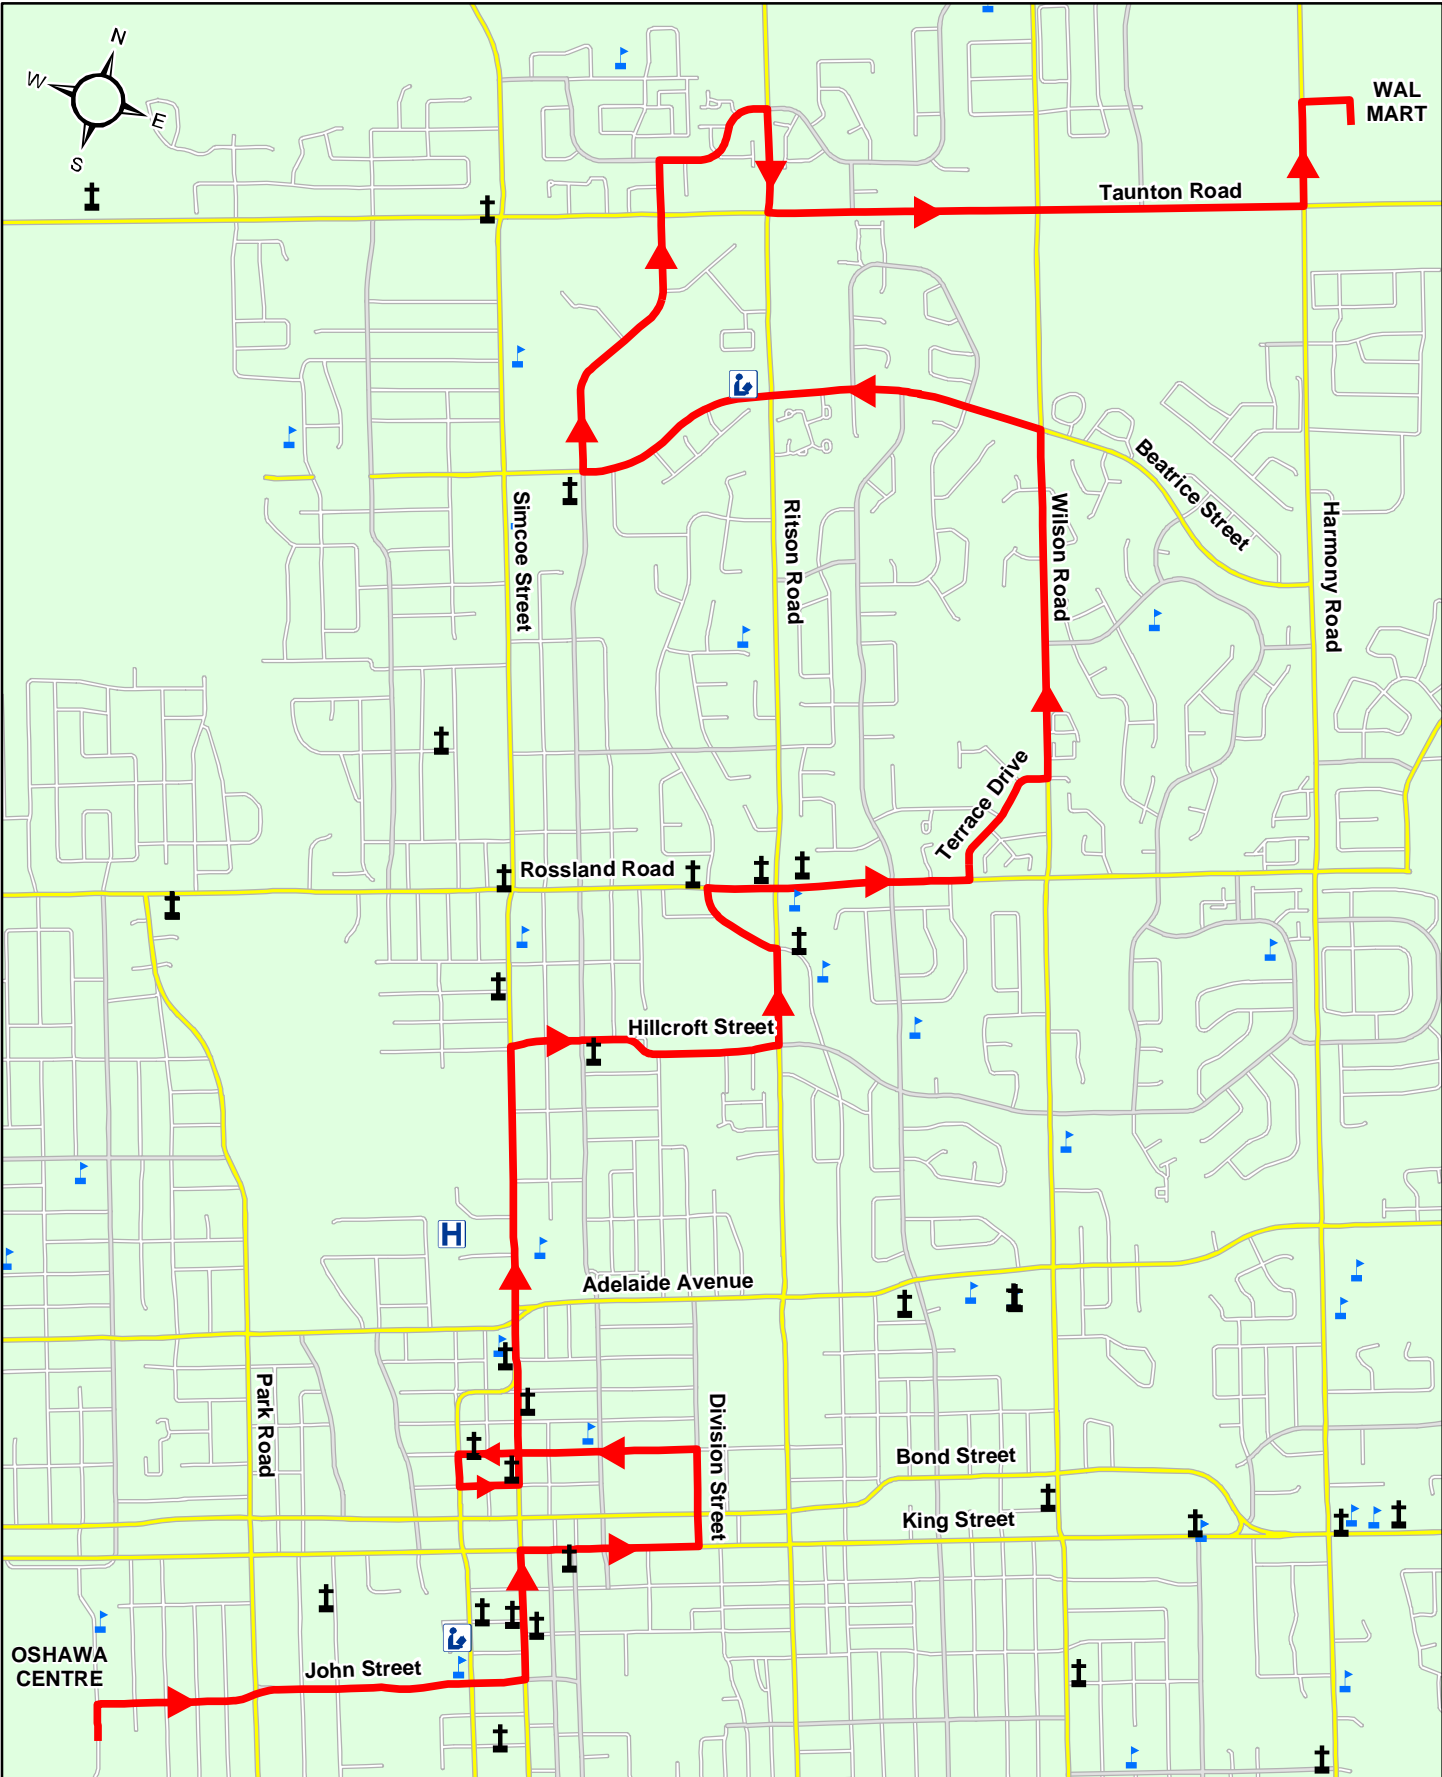 N
W
E
S
WAL
MART
Taunton Road
Beatrice Street
Simcoe Street
Ritson Road
Wilson Road
Harmony Road
Terrace Drive
Rossland Road
Hillcroft Street
H
Adelaide Avenue
Park Road
Division Street
Bond Street
King Street
OSHAWA
CENTRE
John Street